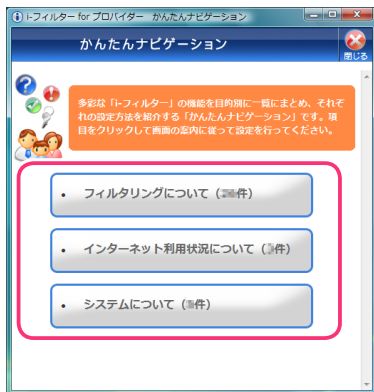 i-フィルター for プロバイダー かんたんナビゲーション
かんたんナビゲーション
閉じる
多彩な「i-フィルター」の機能を目的別に一覧にまとめ、それぞ
れの設定方法を紹介する「かんたんナビゲーション」です。項
目をクリックして画面の案内に従って設定を行ってください。
• フィルタリングについて（件）
• インターネット利用状況について（件）
• システムについて（件）